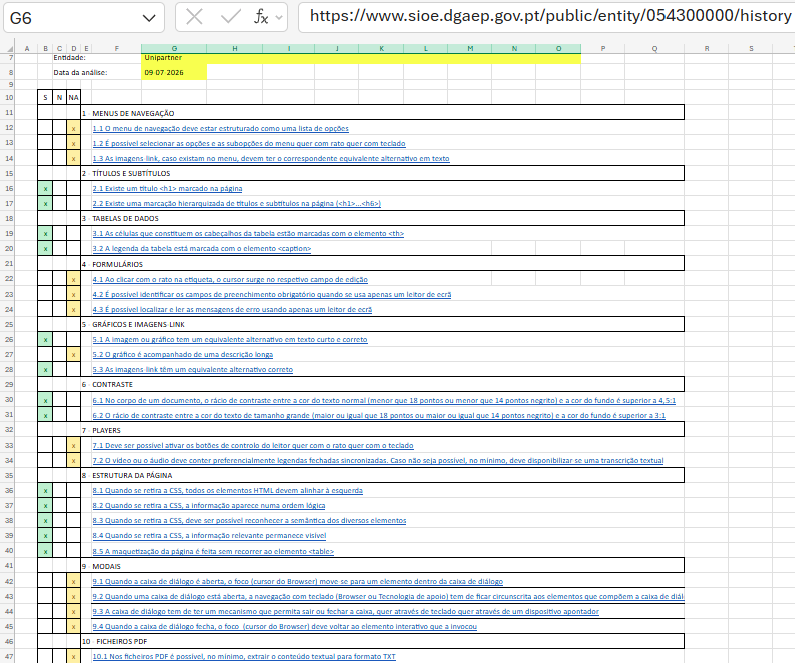 G6 fx https://www.sioe.dgaep.gov.pt/public/entity/054300000/history
A B C D E F G H I J K L M N O P Q R S
7 Entidade: Unipartner
8 Data da análise: 09-07-2026
9
10 S N NA
11 1 - MENUS DE NAVEGAÇÃO
12 x 1.1 O menu de navegação deve estar estruturado como uma lista de opções
13 x 1.2 É possível selecionar as opções e as subopções do menu quer com rato quer com teclado
14 x 1.3 As imagens link, caso existam no menu, devem ter o correspondente equivalente alternativo em texto
15 2 - TÍTULOS E SUBTÍTULOS
16 x 2.1 Existe um título <h1> marcado na página
17 x 2.2 Existe uma marcação hierarquizada de títulos e subtítulos na página (<h1>...<h6>)
18 3 - TABELAS DE DADOS
19 x 3.1 As células que constituem os cabeçalhos da tabela estão marcadas com o elemento <th>
20 x 3.2 A legenda da tabela está marcada com o elemento <caption>
21 4 - FORMULÁRIOS
22 x 4.1 Ao clicar com o rato na etiqueta, o cursor surge no respetivo campo de edição
23 x 4.2 É possível identificar os campos de preenchimento obrigatório quando se usa apenas um leitor de ecrã
24 x 4.3 É possível localizar e ler as mensagens de erro usando apenas um leitor de ecrã
25 5 - GRÁFICOS E IMAGENS LINK
26 x 5.1 A imagem ou gráfico tem um equivalente alternativo em texto curto e correto
27 x 5.2 O gráfico é acompanhado de uma descrição longa
28 x 5.3 As imagens link têm um equivalente alternativo correto
29 6 - CONTRASTE
30 x 6.1 No corpo de um documento, o rácio de contraste entre a cor do texto normal (menor que 18 pontos ou menor que 14 pontos negrito) e a cor do fundo é superior a 4,5:1
31 x 6.2 O rácio de contraste entre a cor do texto de tamanho grande (maior ou igual que 18 pontos ou maior ou igual que 14 pontos negrito) e a cor do fundo é superior a 3:1
32 7 - PLAYERS
33 x 7.1 Deve ser possível ativar os botões de controlo do leitor quer com o rato quer com o teclado
34 x 7.2 O vídeo ou o áudio deve conter preferencialmente legendas fechadas sincronizadas. Caso não seja possível, no mínimo, deve disponibilizar-se uma transcrição textual
35 8 - ESTRUTURA DA PÁGINA
36 x 8.1 Quando se retira a CSS, todos os elementos HTML devem alinhar à esquerda
37 x 8.2 Quando se retira a CSS, a informação aparece numa ordem lógica
38 x 8.3 Quando se retira a CSS, deve ser possível reconhecer a semântica dos diversos elementos
39 x 8.4 Quando se retira a CSS, a informação relevante permanece visível
40 x 8.5 A maquetização da página é feita sem recorrer ao elemento <table>
41 9 - MODAIS
42 x 9.1 Quando a caixa de diálogo é aberta, o foco (cursor do Browser) move-se para um elemento dentro da caixa de diálogo
43 x 9.2 Quando uma caixa de diálogo está aberta, a navegação com teclado (Browser ou Tecnologia de apoio) tem de ficar circunscrita aos elementos que compõem a caixa de diál
44 x 9.3 A caixa de diálogo tem de ter um mecanismo que permita sair ou fechar a caixa, quer através de teclado quer através de um dispositivo apontador
45 x 9.4 Quando a caixa de diálogo fecha, o foco (cursor do Browser) deve voltar ao elemento interativo que a invocou
46 10 - FICHEIROS PDF
47 x 10.1 Nos ficheiros PDF é possível, no mínimo, extrair o conteúdo textual para formato TXT